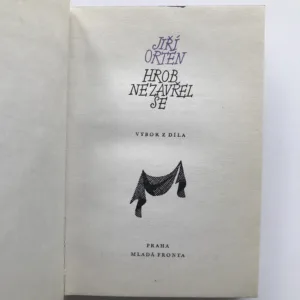 JIŘÍ
ORTEN
HROB
NEZAVŘEL
SE
VÝBOR Z DÍLA
PRAHA
MLADÁ FRONTA